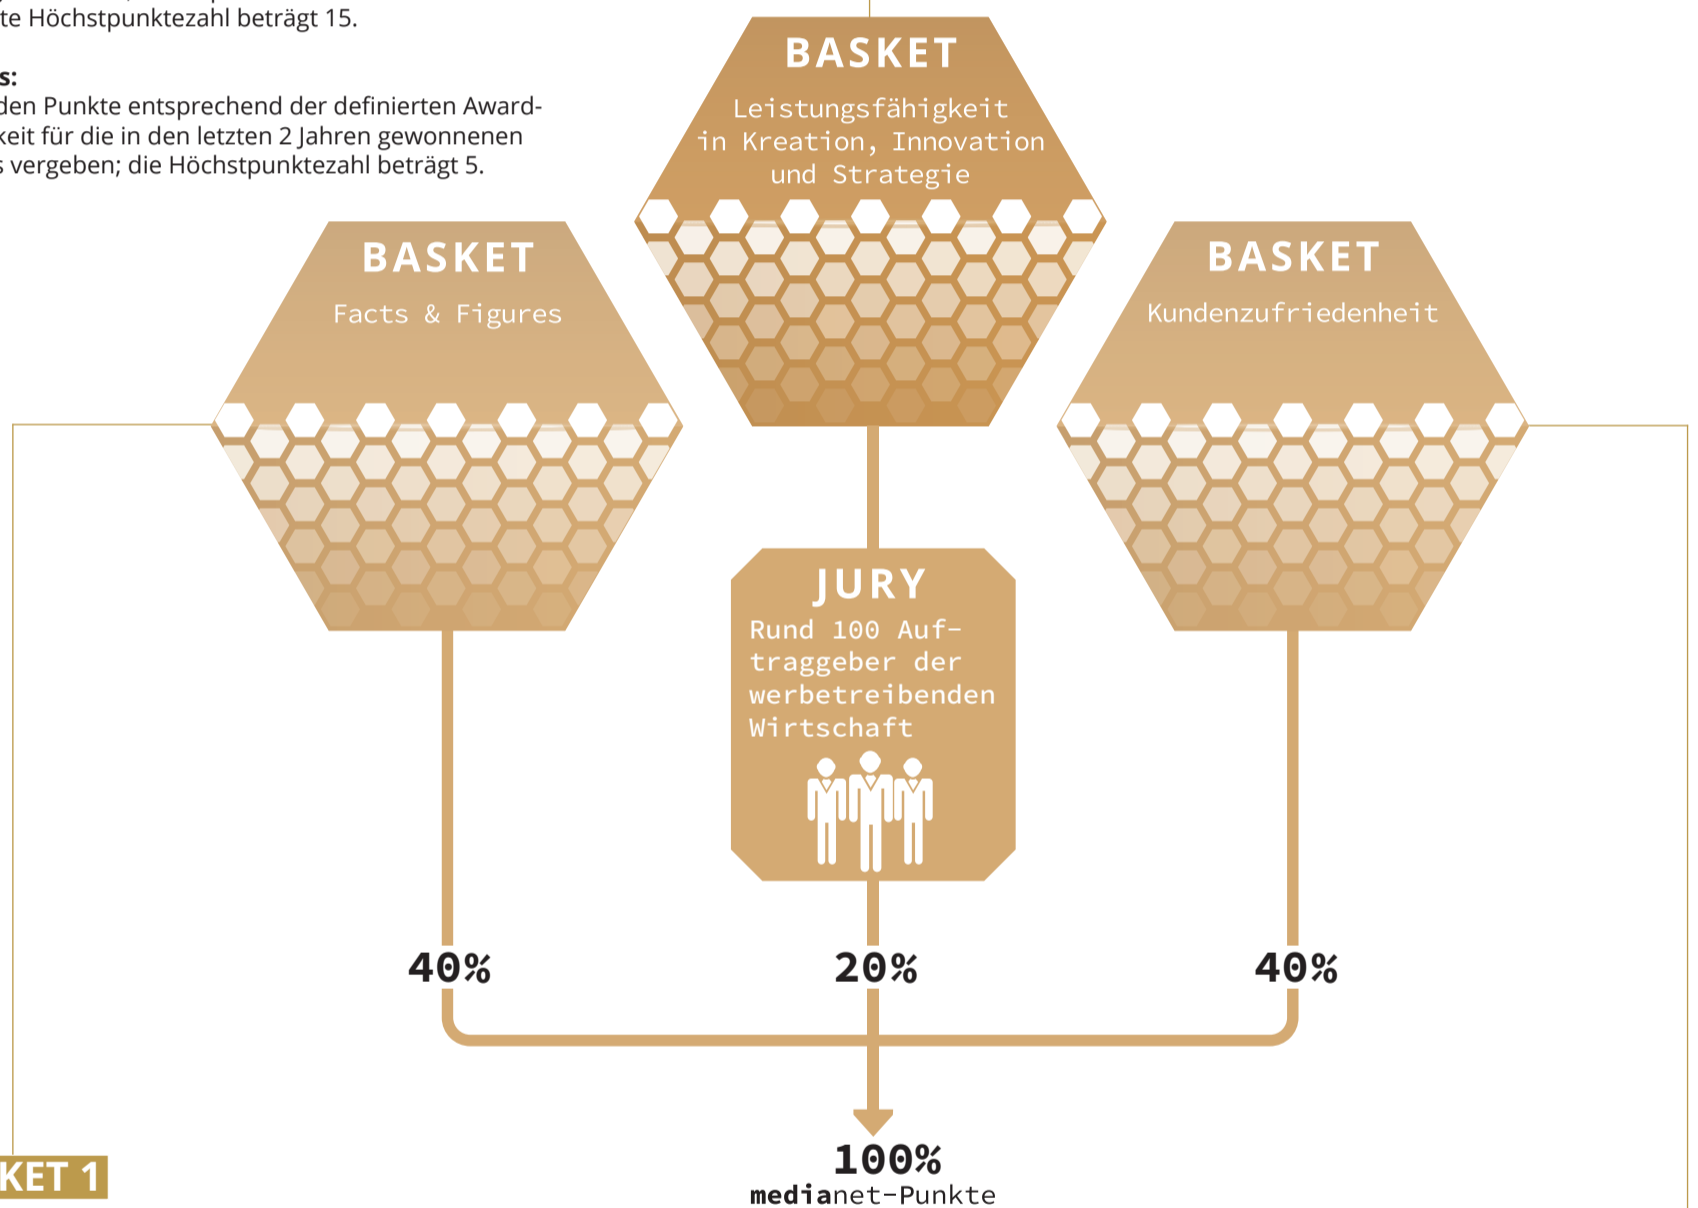 te Höchstpunktezahl beträgt 15.
s:
den Punkte entsprechend der definierten Award-
keit für die in den letzten 2 Jahren gewonnenen
s vergeben; die Höchstpunktezahl beträgt 5.
BASKET
Leistungsfähigkeit
in Kreation, Innovation
und Strategie
BASKET
Facts & Figures
BASKET
Kundenzufriedenheit
JURY
Rund 100 Auf-
traggeber der
werbetreibenden
Wirtschaft
40%
20%
40%
100%
medianet-Punkte
KET 1